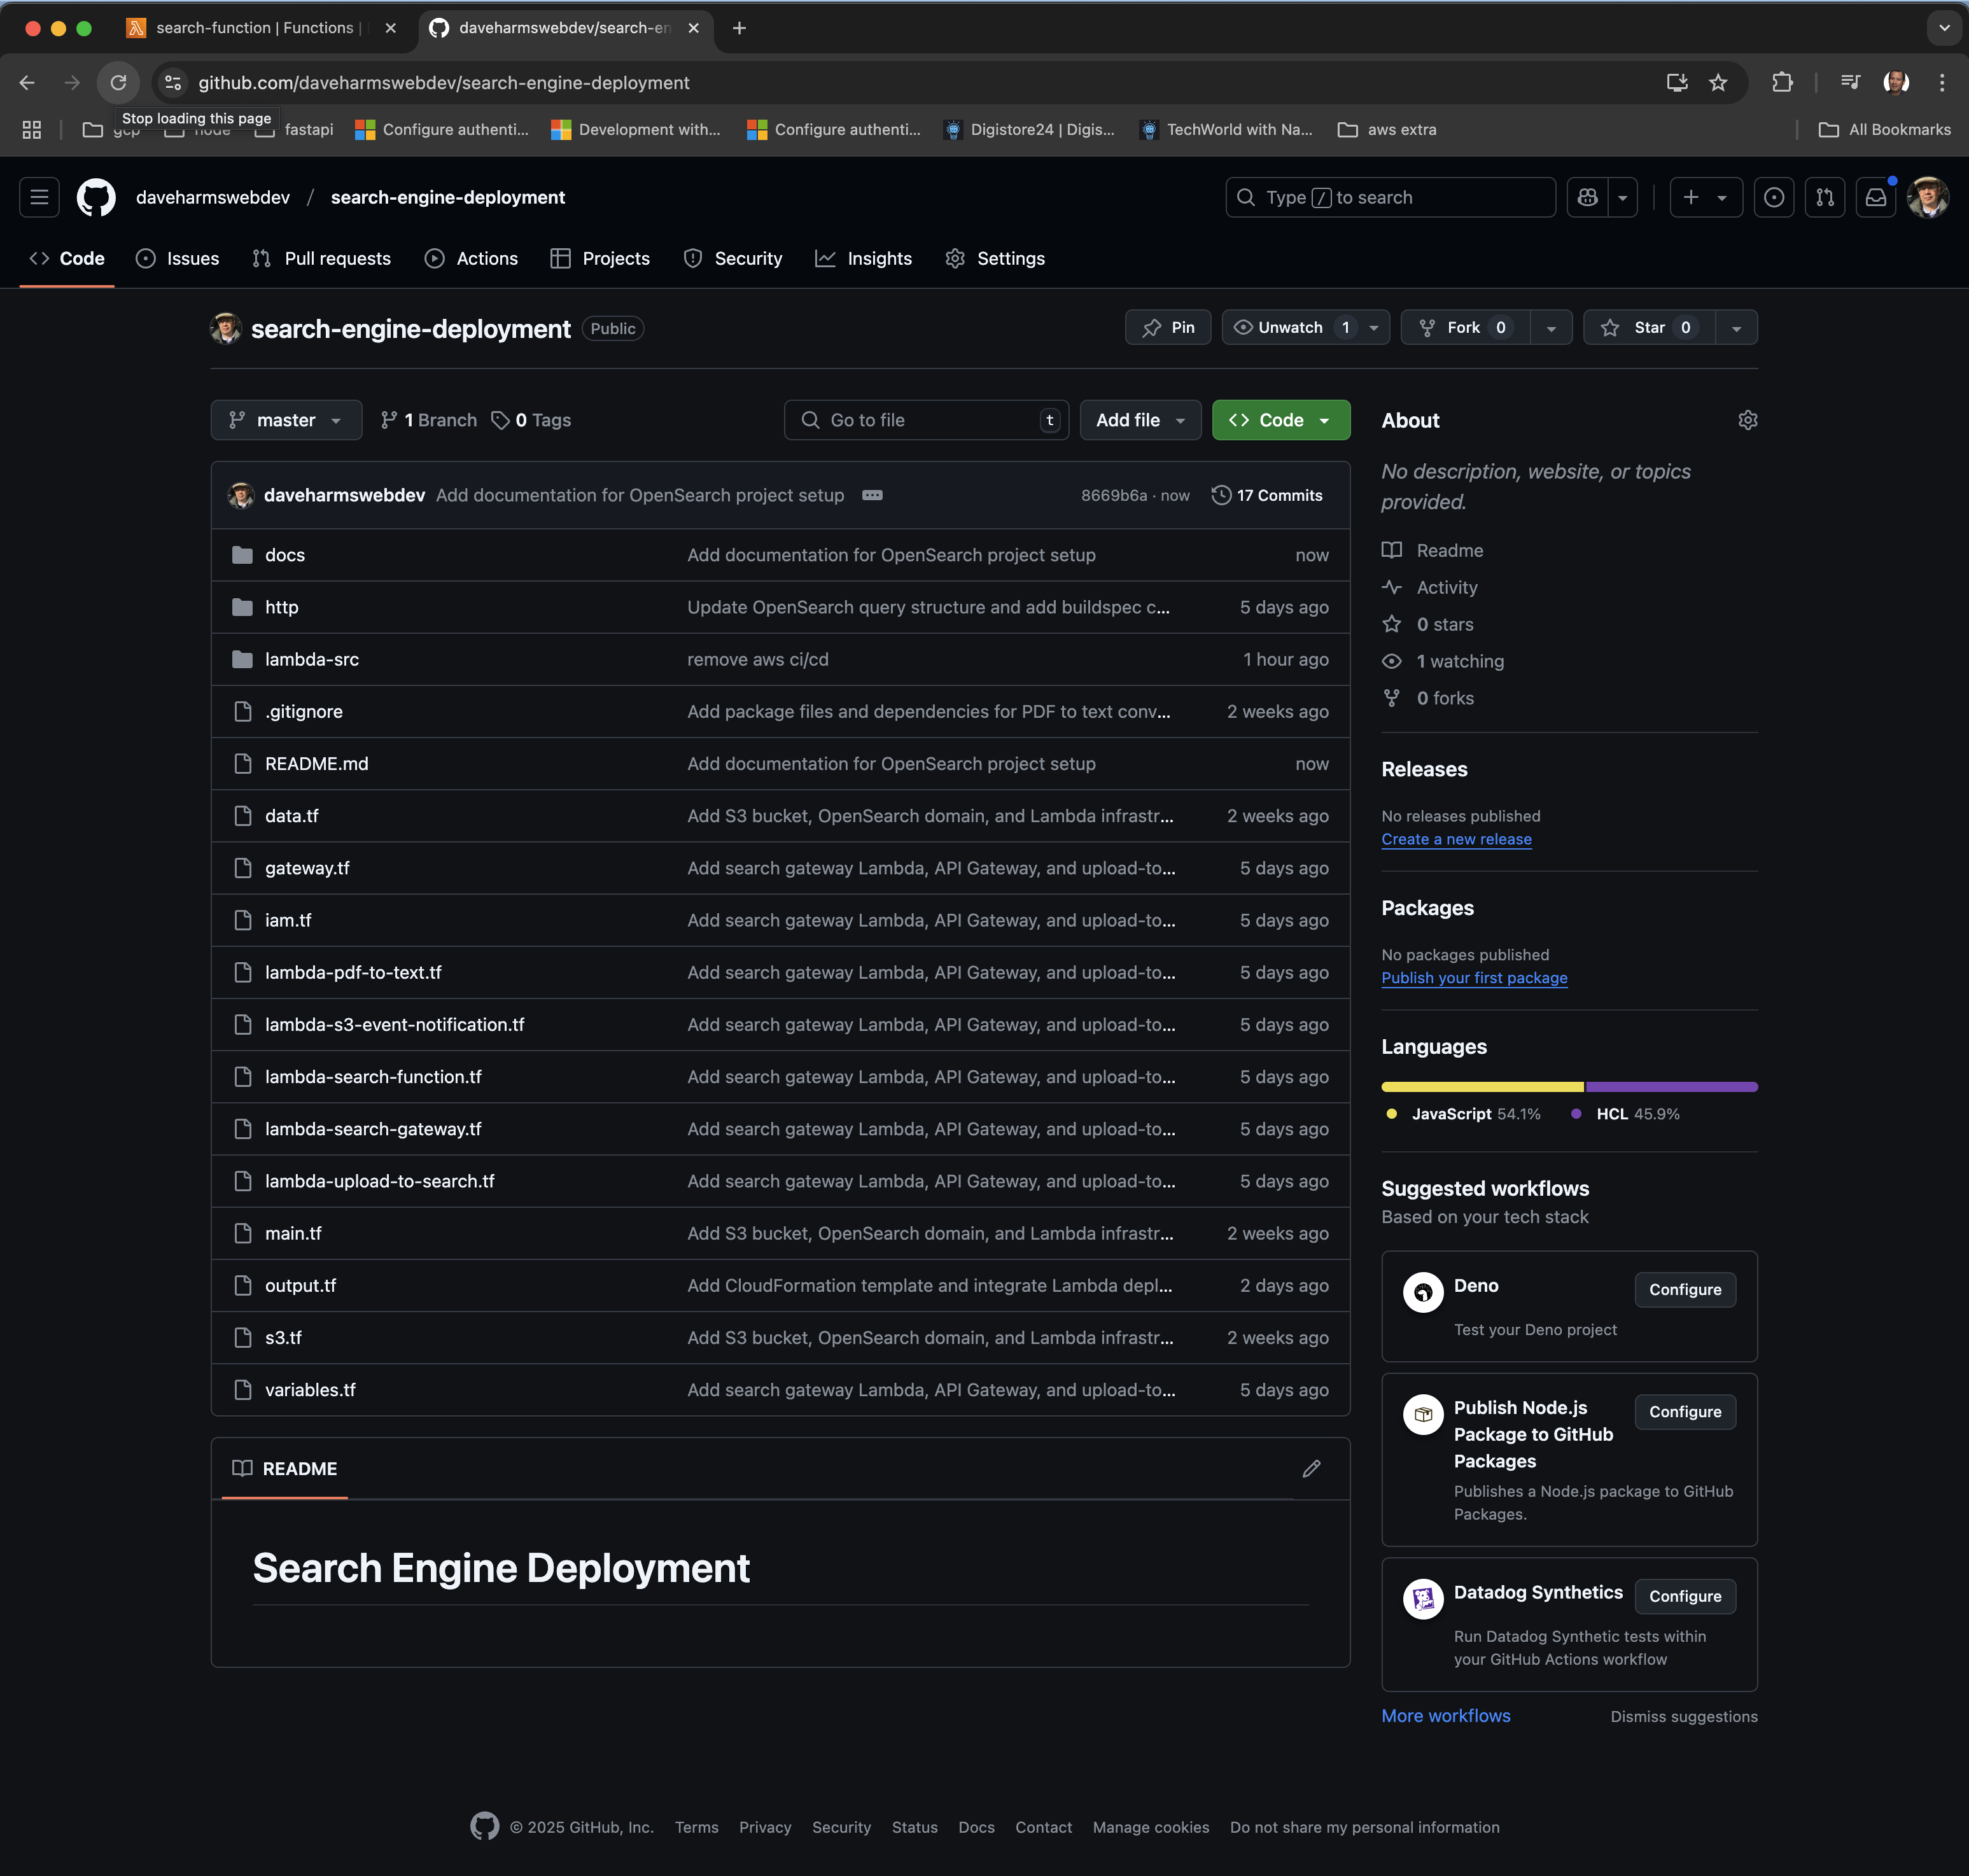 search-function | Functions |
daveharmswebdev/search-en
github.com/daveharmswebdev/search-engine-deployment
Stop loading this page
gcp
node
fastapi
Configure authenti...
Development with...
Configure authenti...
Digistore24 | Digis...
TechWorld with Na...
aws extra
All Bookmarks
daveharmswebdev / search-engine-deployment
Type / to search
Code
Issues
Pull requests
Actions
Projects
Security
Insights
Settings
search-engine-deployment Public
Pin
Unwatch 1
Fork 0
Star 0
master
1 Branch
0 Tags
Go to file t
Add file
Code
daveharmswebdev Add documentation for OpenSearch project setup
8669b6a · now
17 Commits
docs Add documentation for OpenSearch project setup now
http Update OpenSearch query structure and add buildspec c... 5 days ago
lambda-src remove aws ci/cd 1 hour ago
.gitignore Add package files and dependencies for PDF to text conv... 2 weeks ago
README.md Add documentation for OpenSearch project setup now
data.tf Add S3 bucket, OpenSearch domain, and Lambda infrastr... 2 weeks ago
gateway.tf Add search gateway Lambda, API Gateway, and upload-to... 5 days ago
iam.tf Add search gateway Lambda, API Gateway, and upload-to... 5 days ago
lambda-pdf-to-text.tf Add search gateway Lambda, API Gateway, and upload-to... 5 days ago
lambda-s3-event-notification.tf Add search gateway Lambda, API Gateway, and upload-to... 5 days ago
lambda-search-function.tf Add search gateway Lambda, API Gateway, and upload-to... 5 days ago
lambda-search-gateway.tf Add search gateway Lambda, API Gateway, and upload-to... 5 days ago
lambda-upload-to-search.tf Add search gateway Lambda, API Gateway, and upload-to... 5 days ago
main.tf Add S3 bucket, OpenSearch domain, and Lambda infrastr... 2 weeks ago
output.tf Add CloudFormation template and integrate Lambda depl... 2 days ago
s3.tf Add S3 bucket, OpenSearch domain, and Lambda infrastr... 2 weeks ago
variables.tf Add search gateway Lambda, API Gateway, and upload-to... 5 days ago
README
Search Engine Deployment
About
No description, website, or topics
provided.
Readme
Activity
0 stars
1 watching
0 forks
Releases
No releases published
Create a new release
Packages
No packages published
Publish your first package
Languages
JavaScript 54.1%
HCL 45.9%
Suggested workflows
Based on your tech stack
Deno
Configure
Test your Deno project
Publish Node.js
Package to GitHub
Packages
Configure
Publishes a Node.js package to GitHub
Packages.
Datadog Synthetics
Configure
Run Datadog Synthetic tests within
your GitHub Actions workflow
More workflows
Dismiss suggestions
© 2025 GitHub, Inc.
Terms
Privacy
Security
Status
Docs
Contact
Manage cookies
Do not share my personal information